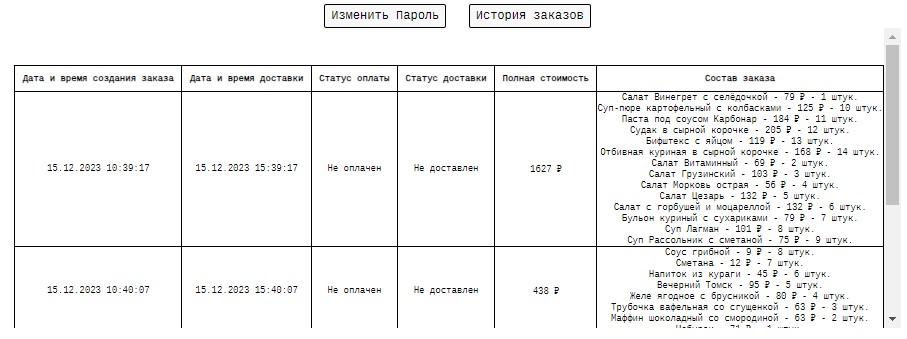 Изменить Пароль
История заказов
Дата и время создания заказа
Дата и время доставки
Статус оплаты
Статус доставки
Полная стоимость
Состав заказа
15.12.2023 10:39:17
15.12.2023 15:39:17
Не оплачен
Не доставлен
1627 ₽
Салат Винегрет с селёдочкой - 79 ₽ - 1 штук.
Суп-пюре картофельный с колбасками - 125 ₽ - 10 штук.
Паста под соусом Карбонар - 184 ₽ - 11 штук.
Судак в сырной корочке - 205 ₽ - 12 штук.
Бифштекс с яйцом - 119 ₽ - 13 штук.
Отбивная куриная в сырной корочке - 168 ₽ - 14 штук.
Салат Витаминный - 69 ₽ - 2 штук.
Салат Грузинский - 103 ₽ - 3 штук.
Салат Морковь острая - 56 ₽ - 4 штук.
Салат Цезарь - 132 ₽ - 5 штук.
Салат с горбушей и моцареллой - 132 ₽ - 6 штук.
Бульон куриный с сухариками - 79 ₽ - 7 штук.
Суп Лагман - 101 ₽ - 8 штук.
Суп Рассольник с сметаной - 75 ₽ - 9 штук.
15.12.2023 10:40:07
15.12.2023 15:40:07
Не оплачен
Не доставлен
438 ₽
Соус грибной - 9 ₽ - 8 штук.
Сметана - 12 ₽ - 7 штук.
Напиток из кураги - 45 ₽ - 6 штук.
Вечерний Томск - 95 ₽ - 5 штук.
Желе ягодное с брусникой - 80 ₽ - 4 штук.
Трубочка вафельная со сгущенкой - 63 ₽ - 3 штук.
Маффин шоколадный со смородиной - 63 ₽ - 2 штук.